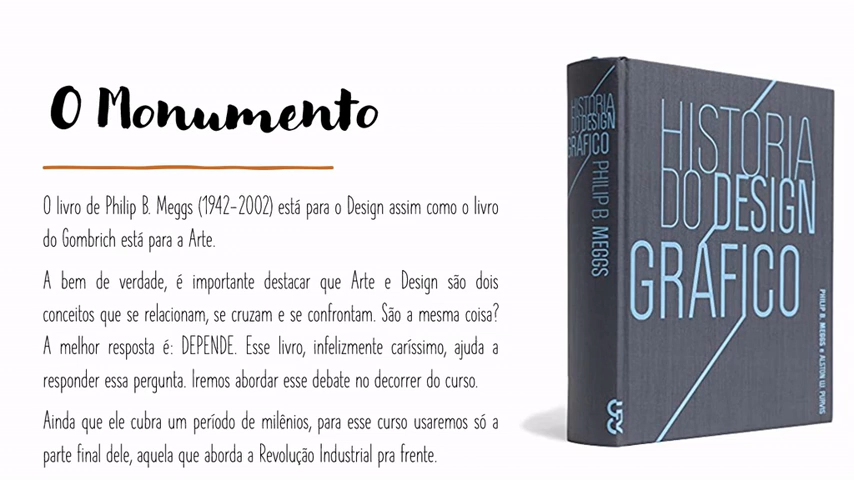 O Monumento
O livro de Philip B. Meggs (1942-2002) está para o Design assim como o livro
do Gombrich está para a Arte.
A bem de verdade, é importante destacar que Arte e Design são dois
conceitos que se relacionam, se cruzam e se confrontam. São a mesma coisa?
A melhor resposta é: DEPENDE. Esse livro, infelizmente caríssimo, ajuda a
responder essa pergunta. Iremos abordar esse debate no decorrer do curso.
Ainda que ele cubra um período de milênios, para esse curso usaremos só a
parte final dele, aquela que aborda a Revolução Industrial pra frente.
HISTÓRIA
DO DESIGN
GRÁFICO
PHILIP B. MEGGS
HISTÓRIA
DO DESIGN
GRÁFICO
PHILIP B. MEGGS e ALSTON W. PURVIS